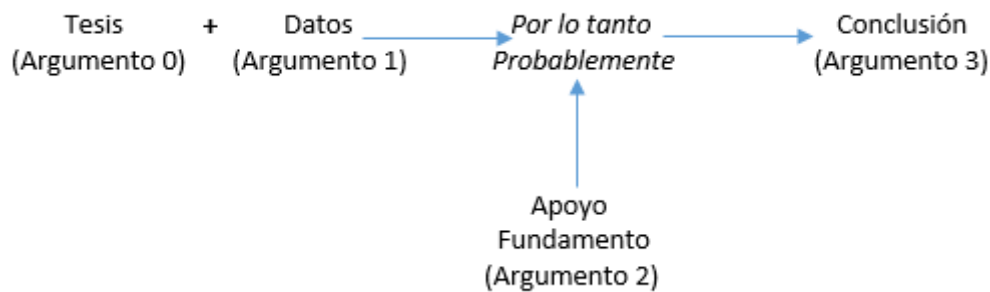 Tesis + Datos Por lo tanto Conclusión
(Argumento 0) (Argumento 1) Probablemente (Argumento 3)
Apoyo
Fundamento
(Argumento 2)